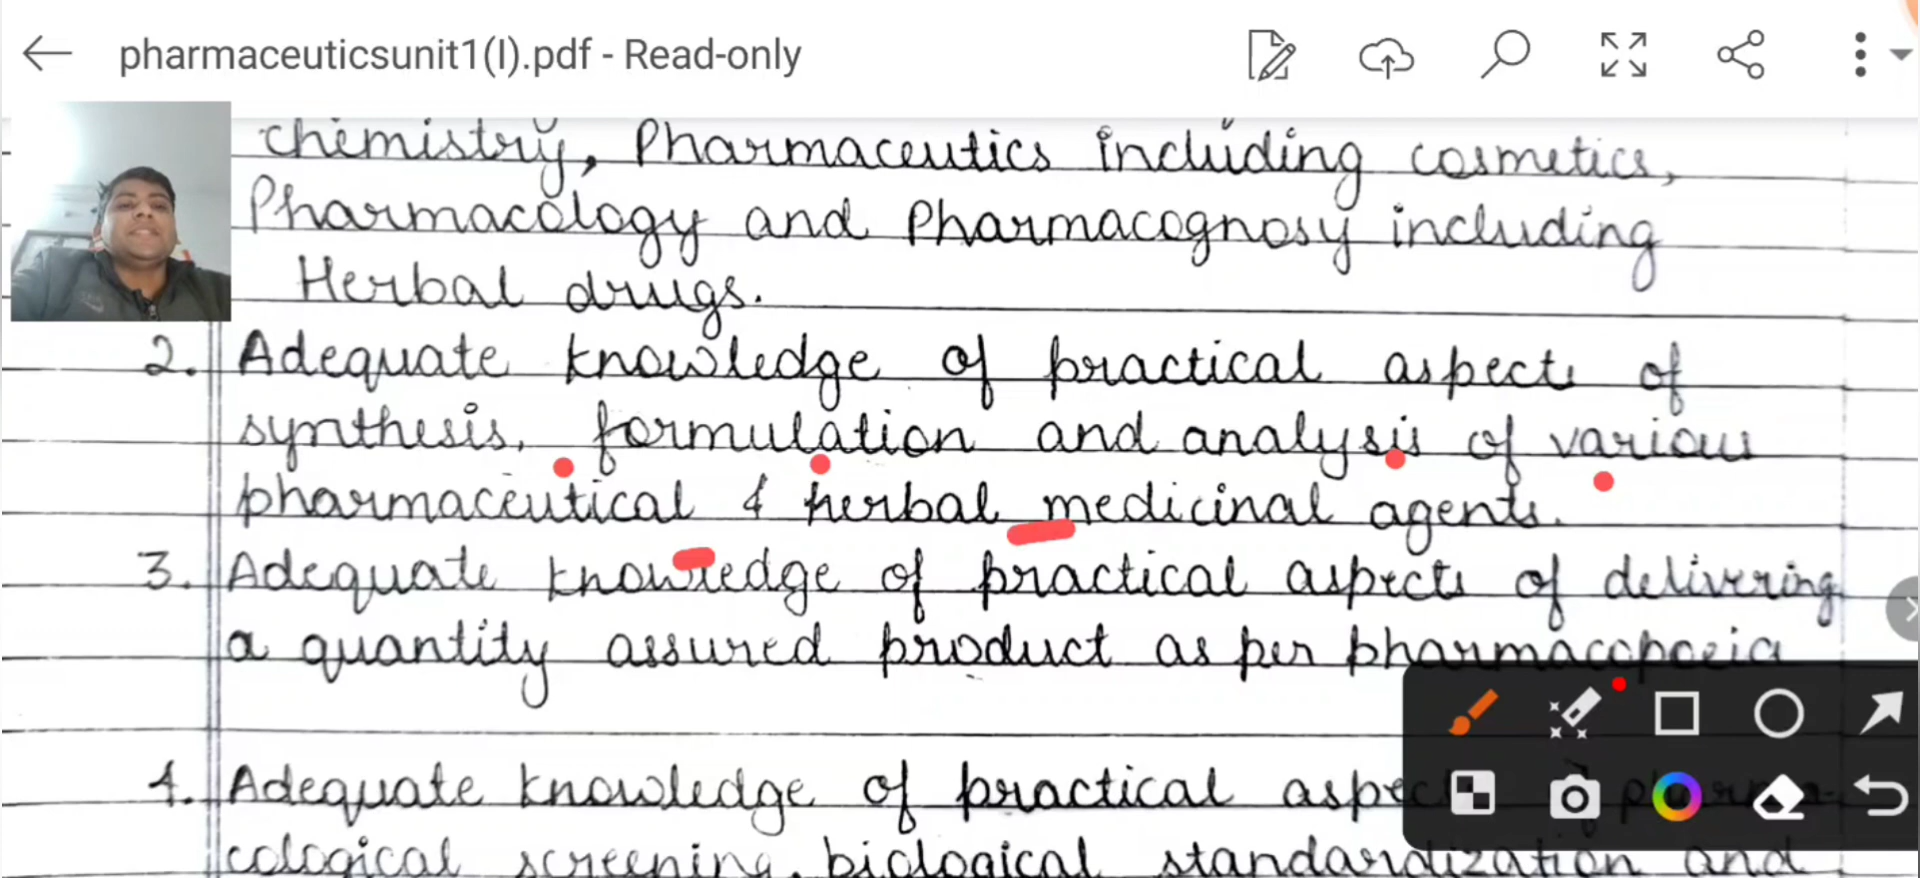 pharmaceuticsunit1(I).pdf - Read-only
chemistry, Pharmaceutics including cosmetics,
Pharmacology and Pharmacognosy including
Herbal drugs.
2. Adequate knowledge of practical aspects of
synthesis, formulation and analysis of various
pharmaceutical & herbal medicinal agents.
3. Adequate knowledge of practical aspects of delivering
a quantity assured product as per pharmacopoeia
4. Adequate knowledge of practical
cological screening, biological standardization and